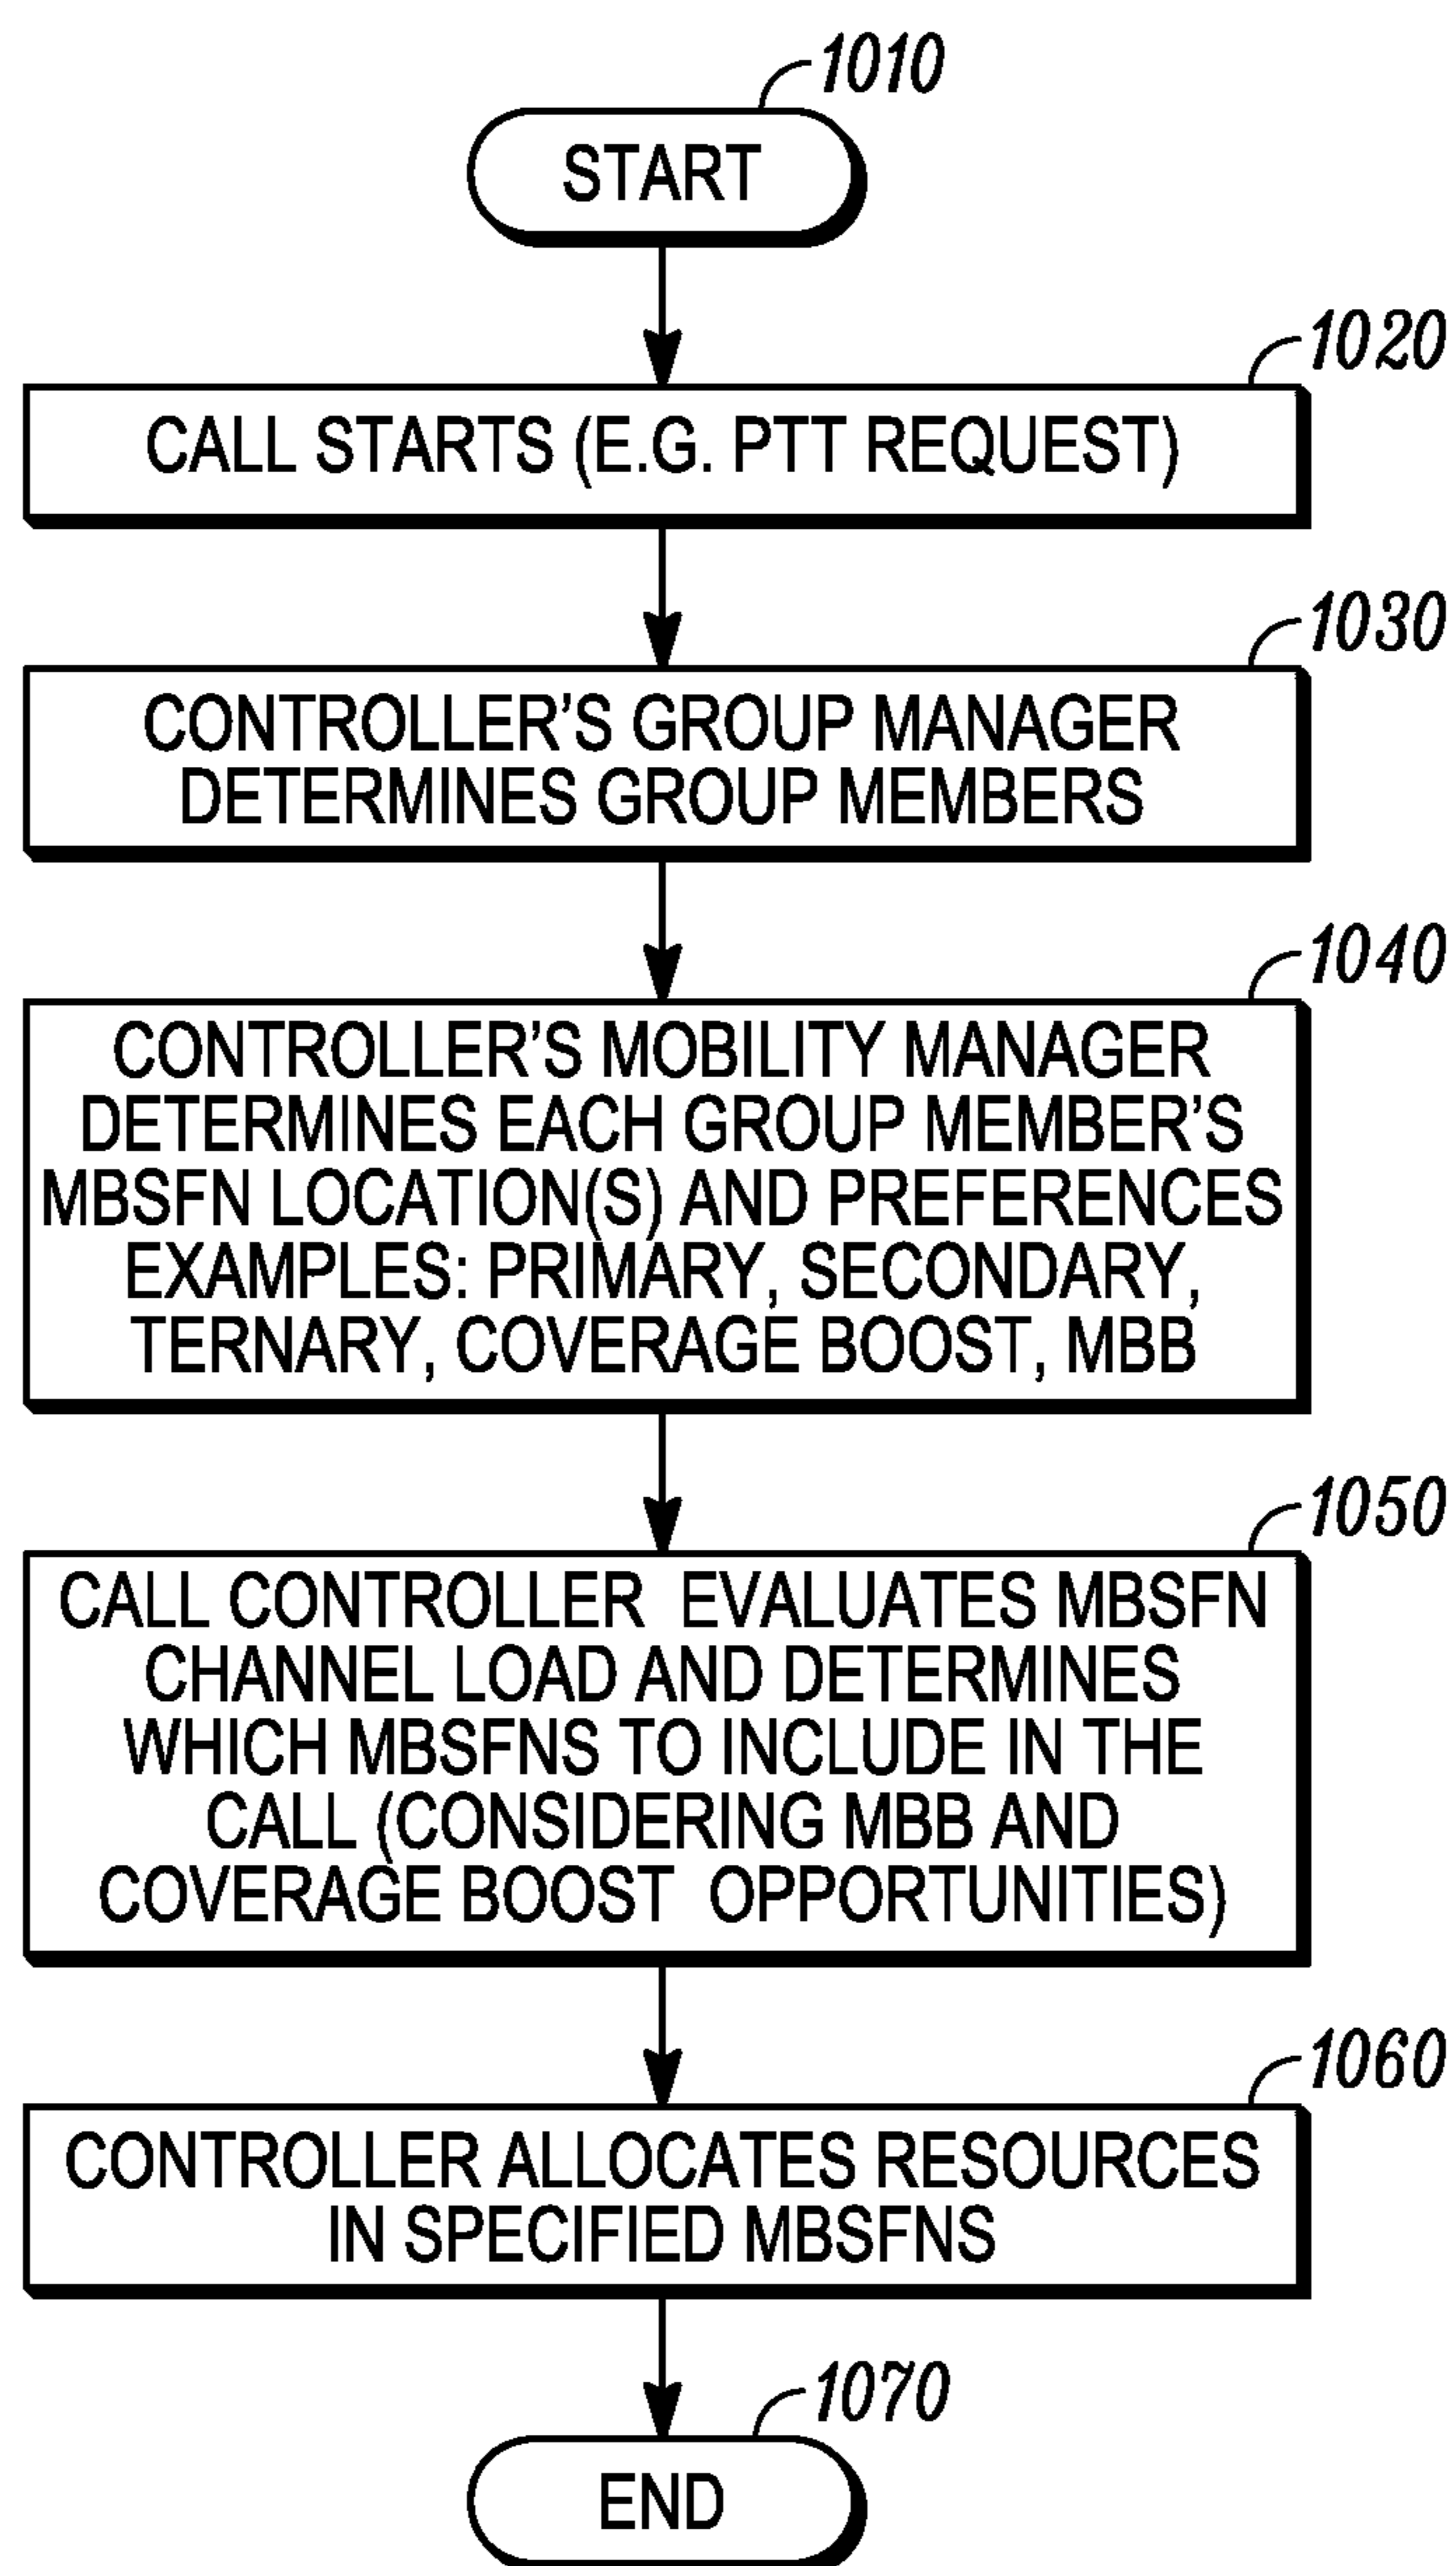 1010
START
1020
CALL STARTS (E.G. PTT REQUEST)
1030
CONTROLLER'S GROUP MANAGER
DETERMINES GROUP MEMBERS
1040
CONTROLLER'S MOBILITY MANAGER
DETERMINES EACH GROUP MEMBER'S
MBSFN LOCATION(S) AND PREFERENCES
EXAMPLES: PRIMARY, SECONDARY,
TERNARY, COVERAGE BOOST, MBB
1050
CALL CONTROLLER EVALUATES MBSFN
CHANNEL LOAD AND DETERMINES
WHICH MBSFNS TO INCLUDE IN THE
CALL (CONSIDERING MBB AND
COVERAGE BOOST OPPORTUNITIES)
1060
CONTROLLER ALLOCATES RESOURCES
IN SPECIFIED MBSFNS
1070
END